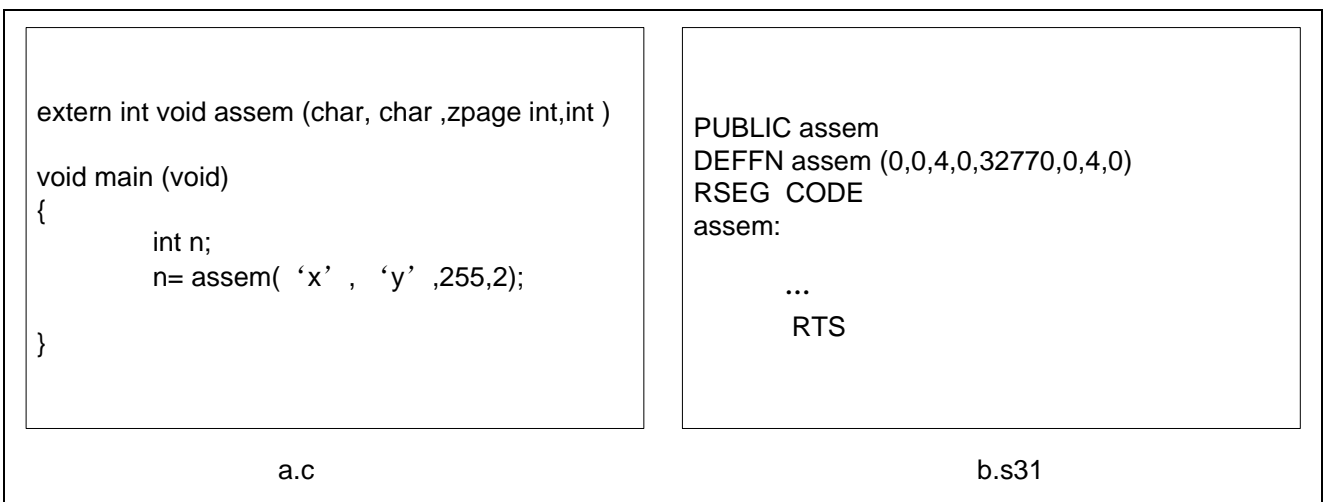 extern int void assem (char, char ,zpage int,int )
void main (void)
{
int n;
n= assem( ‘x’ , ‘y’ ,255,2);
}
a.c
PUBLIC assem
DEFFN assem (0,0,4,0,32770,0,4,0)
RSEG CODE
assem:
...
RTS
b.s31